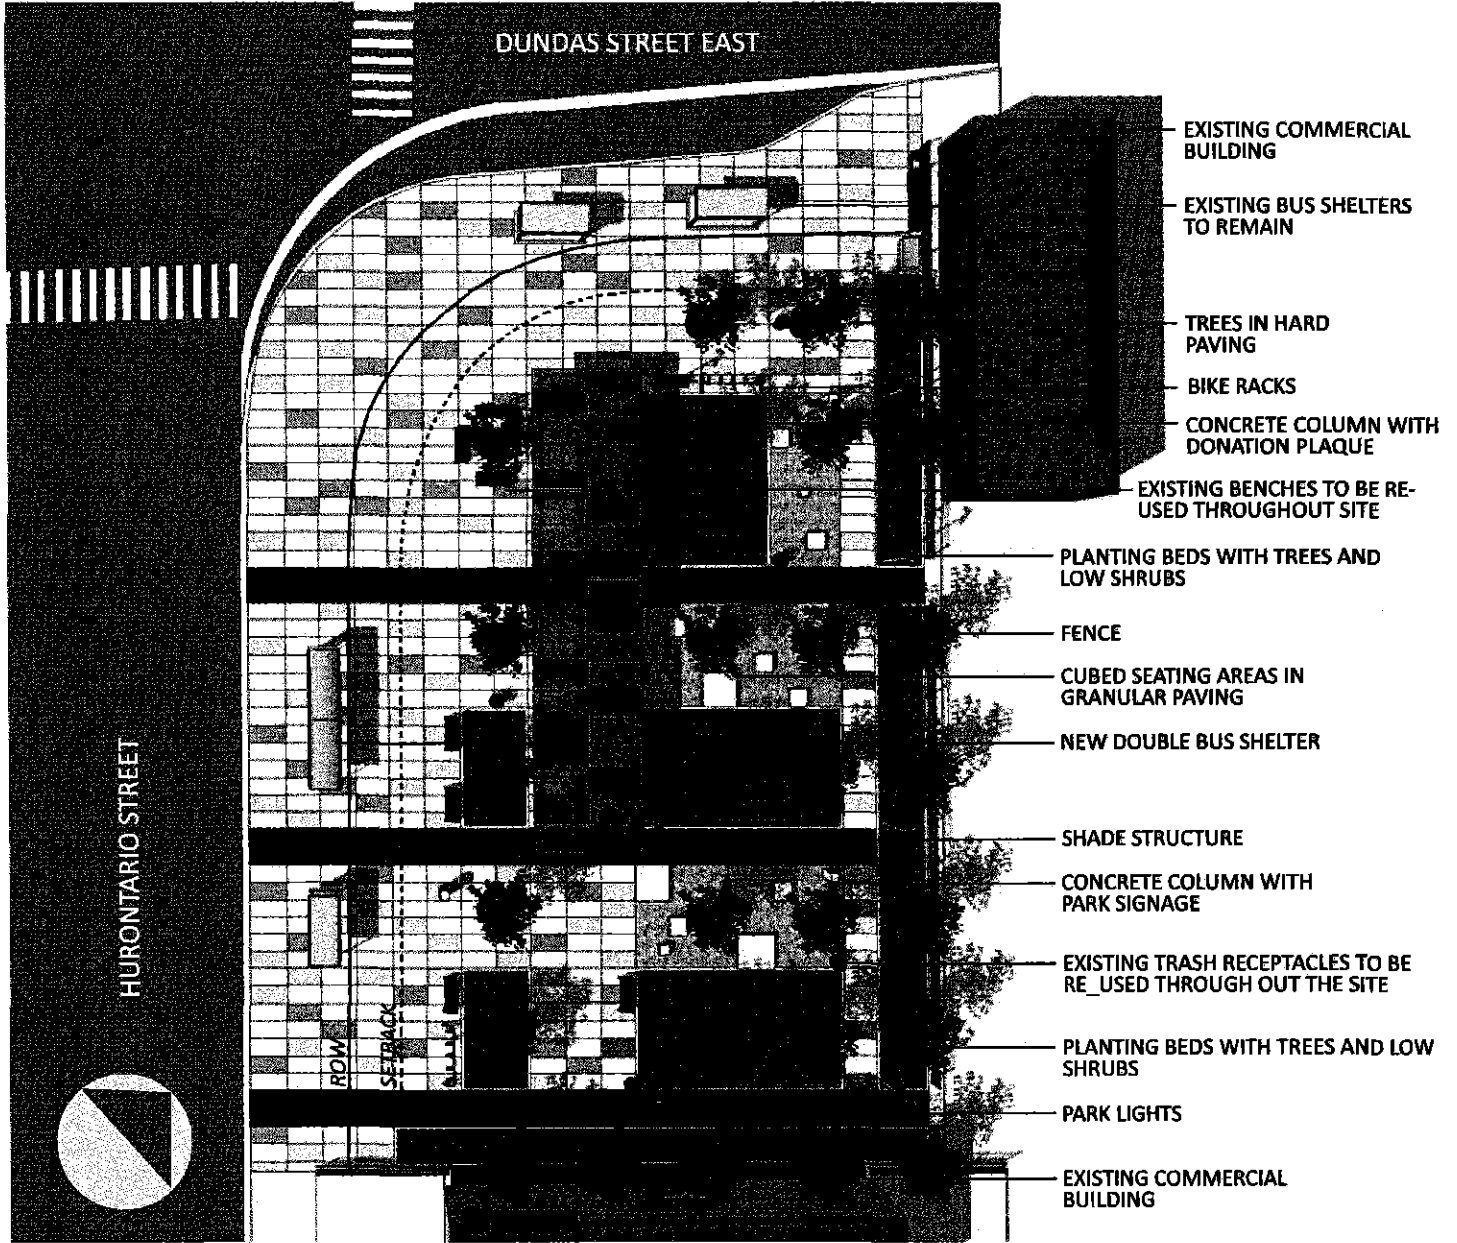 DUNDAS STREET EAST
EXISTING COMMERCIAL
BUILDING
EXISTING BUS SHELTERS
TO REMAIN
TREES IN HARD
PAVING
BIKE RACKS
CONCRETE COLUMN WITH
DONATION PLAQUE
EXISTING BENCHES TO BE RE-
USED THROUGHOUT SITE
PLANTING BEDS WITH TREES AND
LOW SHRUBS
FENCE
CUBED SEATING AREAS IN
GRANULAR PAVING
NEW DOUBLE BUS SHELTER
SHADE STRUCTURE
CONCRETE COLUMN WITH
PARK SIGNAGE
EXISTING TRASH RECEPTACLES TO BE
RE_USED THROUGH OUT THE SITE
PLANTING BEDS WITH TREES AND LOW
SHRUBS
PARK LIGHTS
EXISTING COMMERCIAL
BUILDING
HURONTARIO STREET
ROW
SETBACK